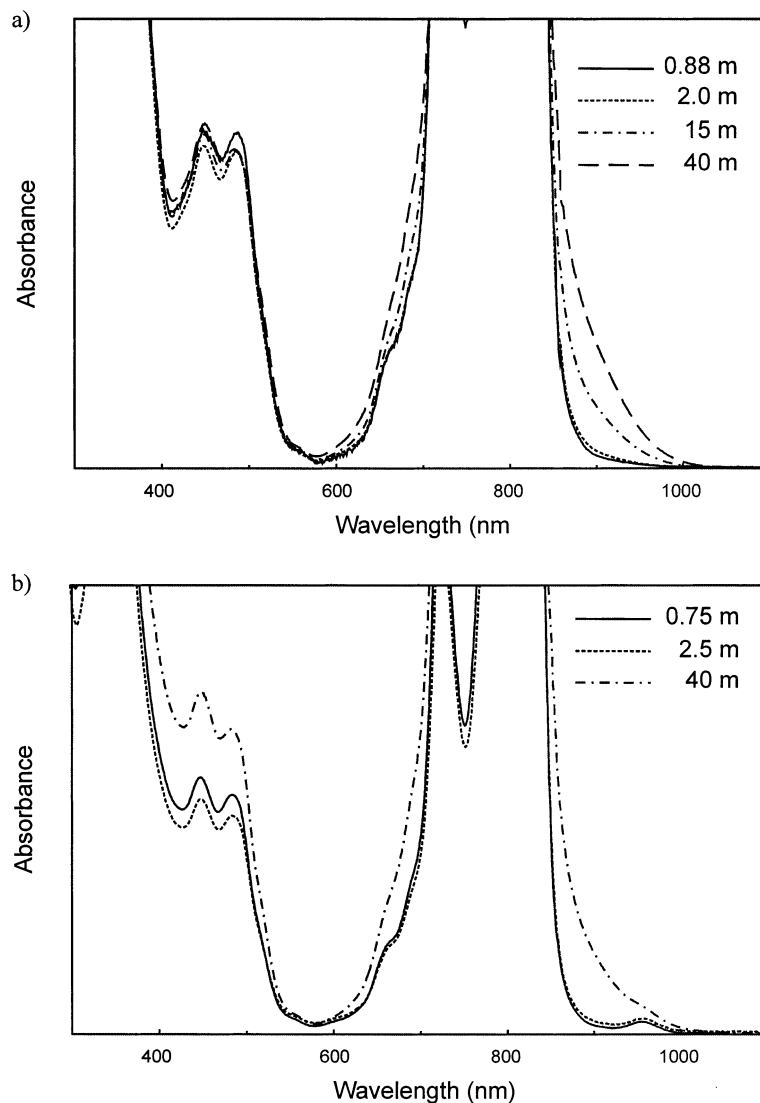 a)
0.88 m
2.0 m
15 m
40 m
Absorbance
400 600 800 1000
Wavelength (nm
b)
0.75 m
2.5 m
40 m
Absorbance
400 600 800 1000
Wavelength (nm)